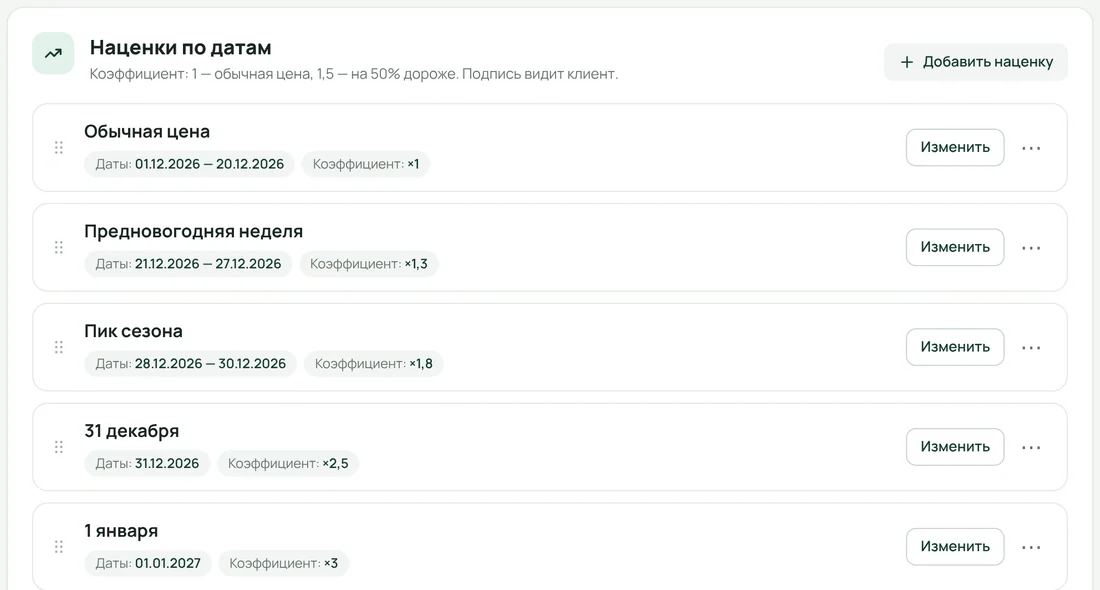 Наценки по датам
Коэффициент: 1 — обычная цена, 1,5 — на 50% дороже. Подпись видит клиент.
+ Добавить наценку
Обычная цена
Даты: 01.12.2026 — 20.12.2026 Коэффициент: ×1
Изменить ...
Предновогодняя неделя
Даты: 21.12.2026 — 27.12.2026 Коэффициент: ×1,3
Изменить ...
Пик сезона
Даты: 28.12.2026 — 30.12.2026 Коэффициент: ×1,8
Изменить ...
31 декабря
Даты: 31.12.2026 Коэффициент: ×2,5
Изменить ...
1 января
Даты: 01.01.2027 Коэффициент: ×3
Изменить ...